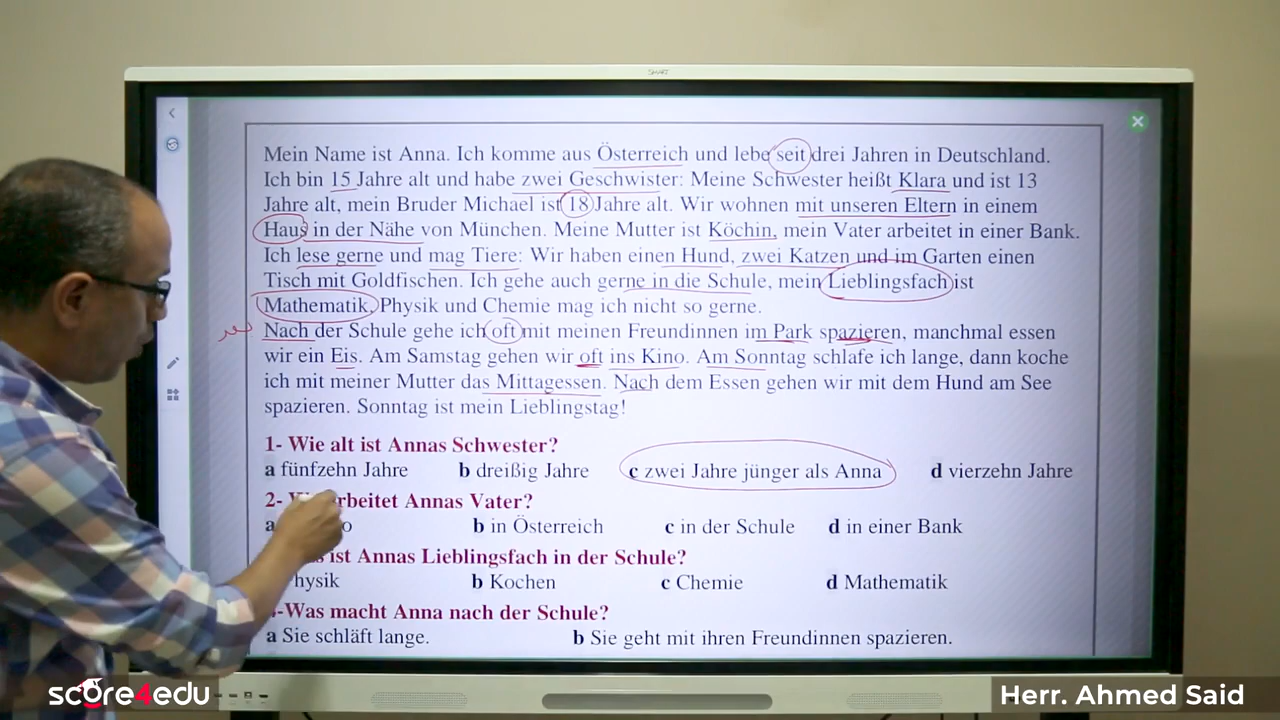 SMART
Mein Name ist Anna. Ich komme aus Österreich und lebe seit drei Jahren in Deutschland.
Ich bin 15 Jahre alt und habe zwei Geschwister: Meine Schwester heißt Klara und ist 13
Jahre alt, mein Bruder Michael ist 18 Jahre alt. Wir wohnen mit unseren Eltern in einem
Haus in der Nähe von München. Meine Mutter ist Köchin, mein Vater arbeitet in einer Bank.
Ich lese gerne und mag Tiere: Wir haben einen Hund, zwei Katzen und im Garten einen
Tisch mit Goldfischen. Ich gehe auch gerne in die Schule, mein Lieblingsfach ist
Mathematik. Physik und Chemie mag ich nicht so gerne.
Nach der Schule gehe ich oft mit meinen Freundinnen im Park spazieren, manchmal essen
wir ein Eis. Am Samstag gehen wir oft ins Kino. Am Sonntag schlafe ich lange, dann koche
ich mit meiner Mutter das Mittagessen. Nach dem Essen gehen wir mit dem Hund am See
spazieren. Sonntag ist mein Lieblingstag!
1- Wie alt ist Annas Schwester?
a fünfzehn Jahre b dreißig Jahre c zwei Jahre jünger als Anna d vierzehn Jahre
2- arbeitet Annas Vater?
a b in Österreich c in der Schule d in einer Bank
ist Annas Lieblingsfach in der Schule?
b Kochen c Chemie d Mathematik
-Was macht Anna nach der Schule?
a Sie schläft lange. b Sie geht mit ihren Freundinnen spazieren.
score4edu
Herr. Ahmed Said